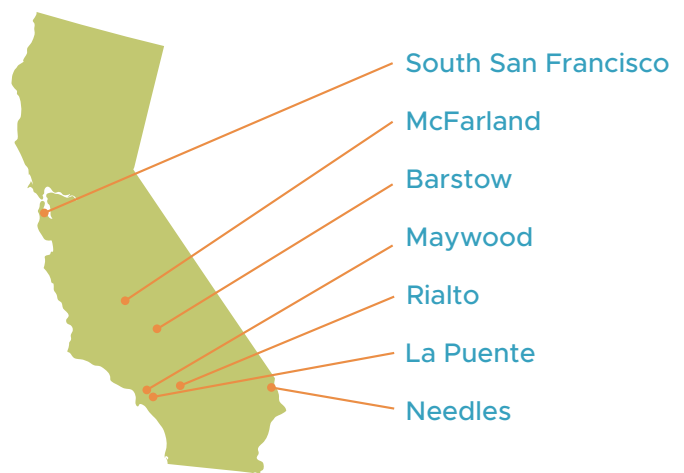 South San Francisco
McFarland
Barstow
Maywood
Rialto
La Puente
Needles